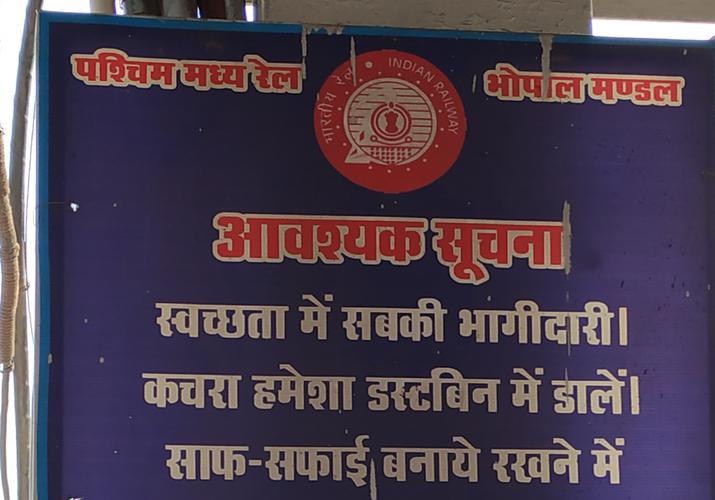 पश्चिम मध्य रेल
भारतीय रेल INDIAN RAILWAY
भोपाल मण्डल
आवश्यक सूचना
स्वच्छता में सबकी भागीदारी।
कचरा हमेशा डस्टबिन में डालें।
साफ-सफाई बनाये रखने में